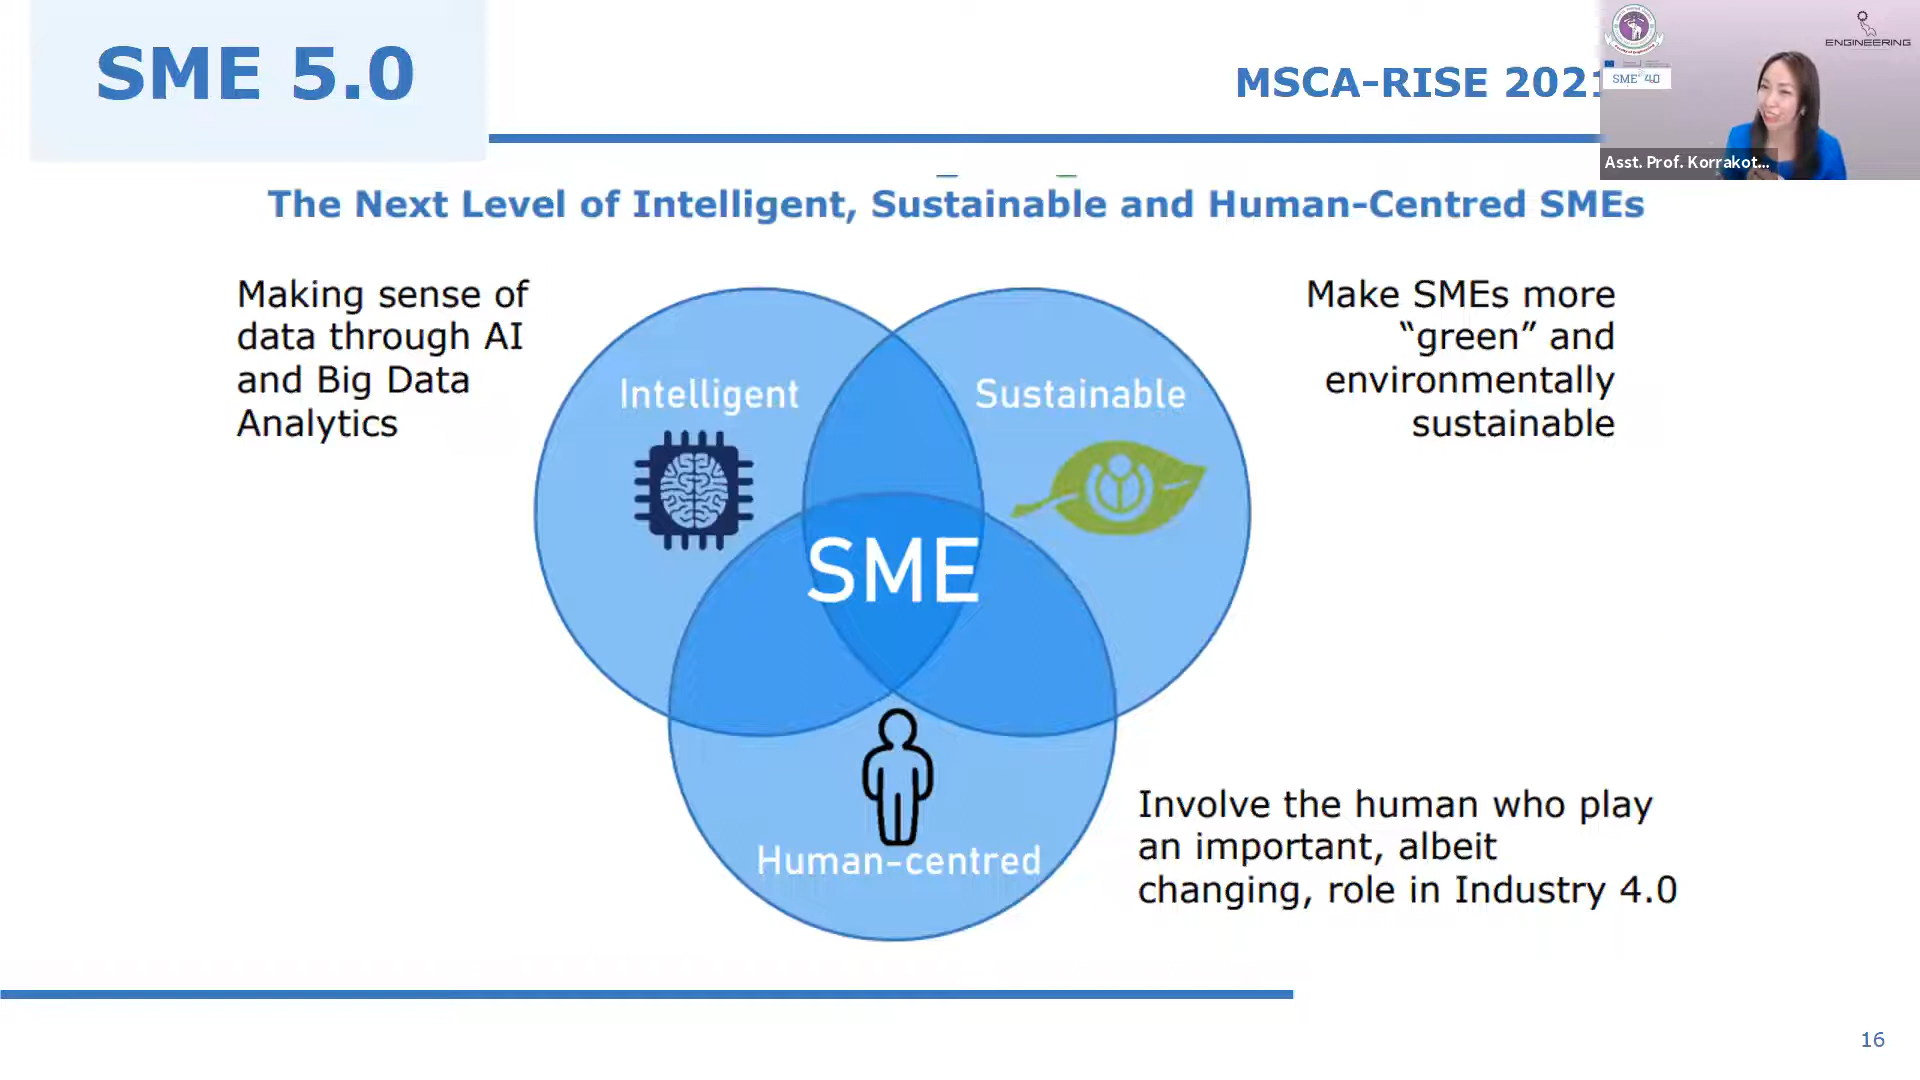 SME 5.0
MSCA-RISE 2021
ENGINEERING
SME 4.0
Asst. Prof. Korrakot...
The Next Level of Intelligent, Sustainable and Human-Centred SMEs
Making sense of
data through AI
and Big Data
Analytics
Make SMEs more
“green” and
environmentally
sustainable
Intelligent
Sustainable
SME
Human-centred
Involve the human who play
an important, albeit
changing, role in Industry 4.0
16